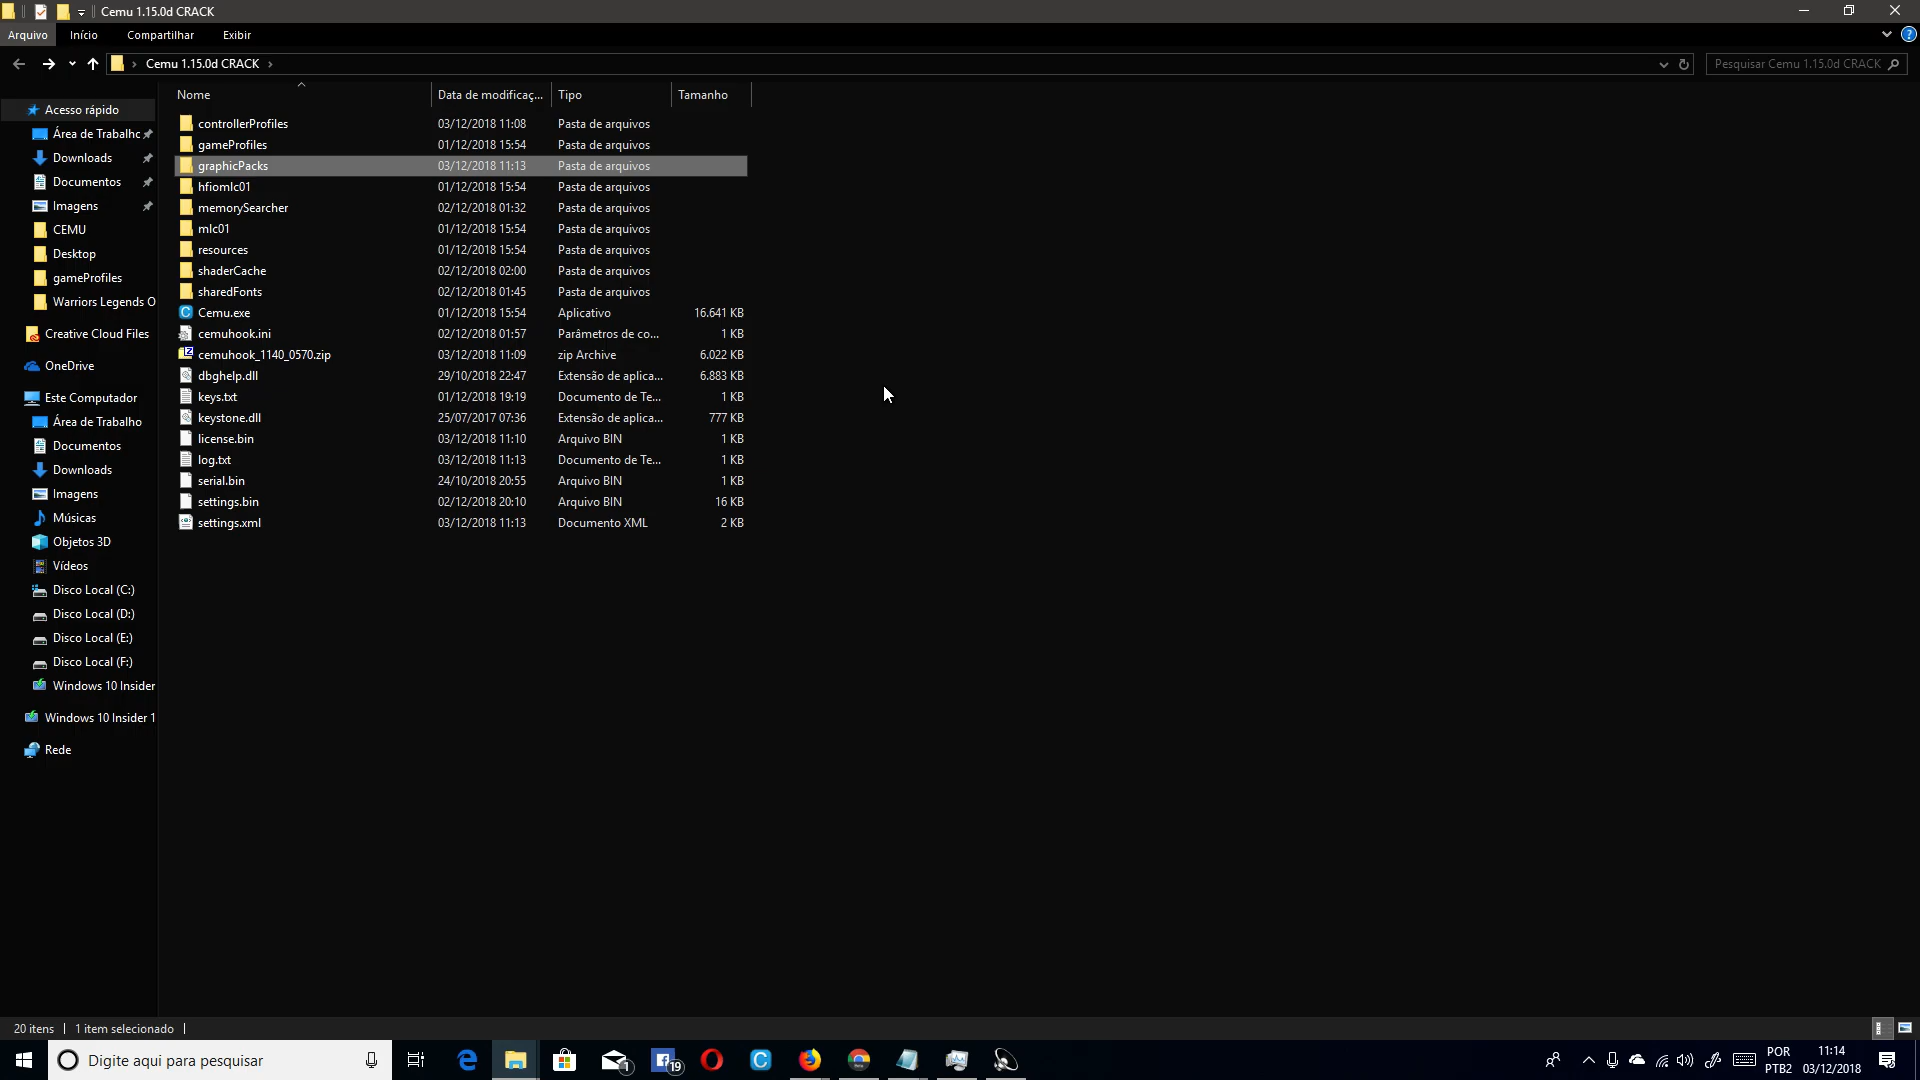 Cemu 1.15.0d CRACK
Arquivo Início Compartilhar Exibir
Cemu 1.15.0d CRACK
Pesquisar Cemu 1.15.0d CRACK
Nome Data de modificaç... Tipo Tamanho
Acesso rápido
Área de Trabalho
Downloads
Documentos
Imagens
CEMU
Desktop
gameProfiles
Warriors Legends O
Creative Cloud Files
OneDrive
Este Computador
Área de Trabalho
Documentos
Downloads
Imagens
Músicas
Objetos 3D
Vídeos
Disco Local (C:)
Disco Local (D:)
Disco Local (E:)
Disco Local (F:)
Windows 10 Insider
Windows 10 Insider 1
Rede
controllerProfiles 03/12/2018 11:08 Pasta de arquivos
gameProfiles 01/12/2018 15:54 Pasta de arquivos
graphicPacks 03/12/2018 11:13 Pasta de arquivos
hfiomlc01 01/12/2018 15:54 Pasta de arquivos
memorySearcher 02/12/2018 01:32 Pasta de arquivos
mlc01 01/12/2018 15:54 Pasta de arquivos
resources 01/12/2018 15:54 Pasta de arquivos
shaderCache 02/12/2018 02:00 Pasta de arquivos
sharedFonts 02/12/2018 01:45 Pasta de arquivos
Cemu.exe 01/12/2018 15:54 Aplicativo 16.641 KB
cemuhook.ini 02/12/2018 01:57 Parâmetros de co... 1 KB
cemuhook_1140_0570.zip 03/12/2018 11:09 zip Archive 6.022 KB
dbghelp.dll 29/10/2018 22:47 Extensão de aplica... 6.883 KB
keys.txt 01/12/2018 19:19 Documento de Te... 1 KB
keystone.dll 25/07/2017 07:36 Extensão de aplica... 777 KB
license.bin 03/12/2018 11:10 Arquivo BIN 1 KB
log.txt 03/12/2018 11:13 Documento de Te... 1 KB
serial.bin 24/10/2018 20:55 Arquivo BIN 1 KB
settings.bin 02/12/2018 20:10 Arquivo BIN 16 KB
settings.xml 03/12/2018 11:13 Documento XML 2 KB
20 itens 1 item selecionado
Digite aqui para pesquisar
1
19
POR
PTB2
11:14
03/12/2018